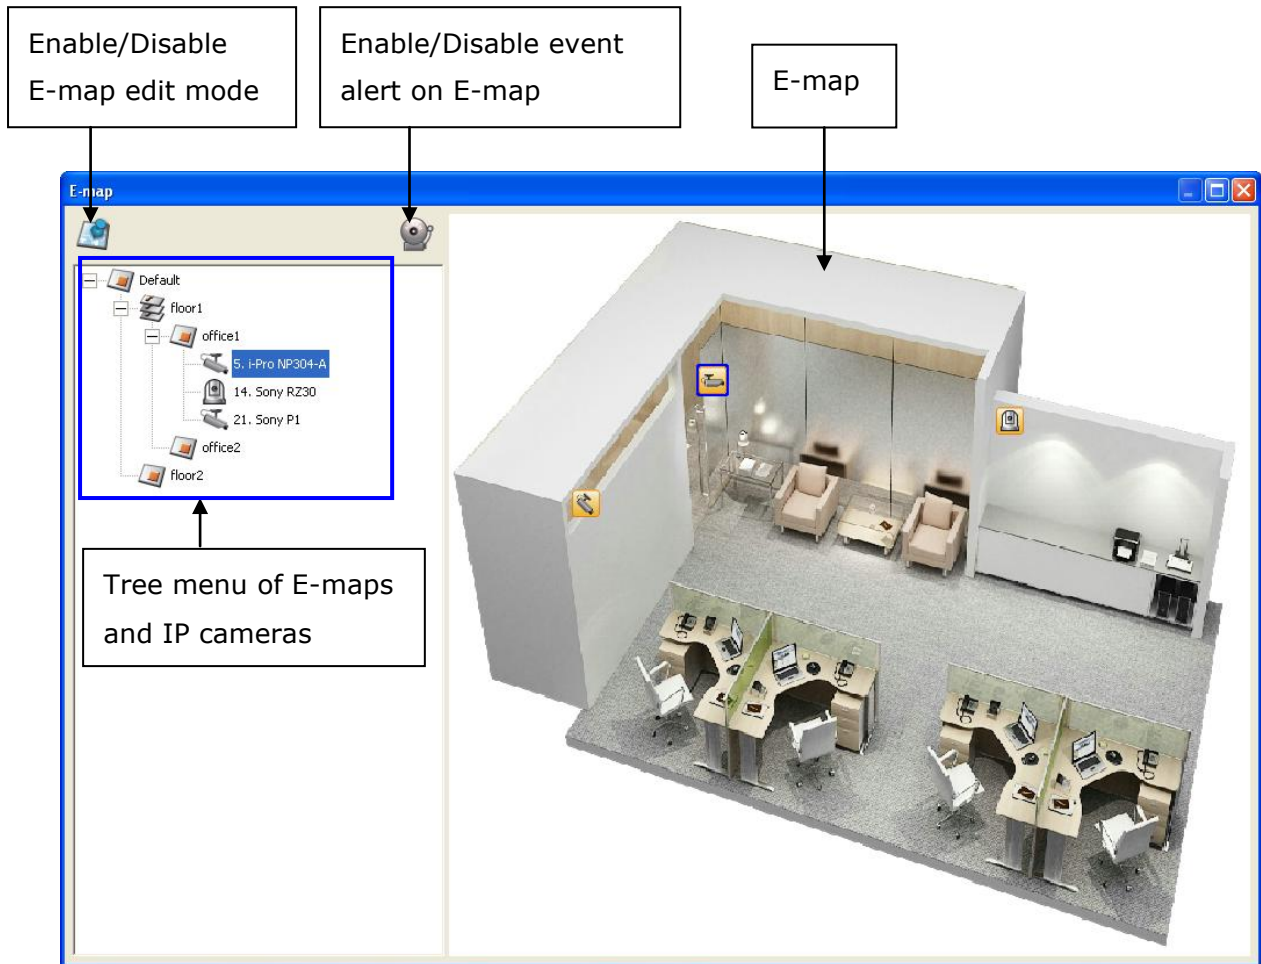 Enable/Disable
E-map edit mode
Enable/Disable event
alert on E-map
E-map
E-map
Default
floor1
office1
5. i-Pro NP304-A
14. Sony RZ30
21. Sony P1
office2
floor2
Tree menu of E-maps
and IP cameras